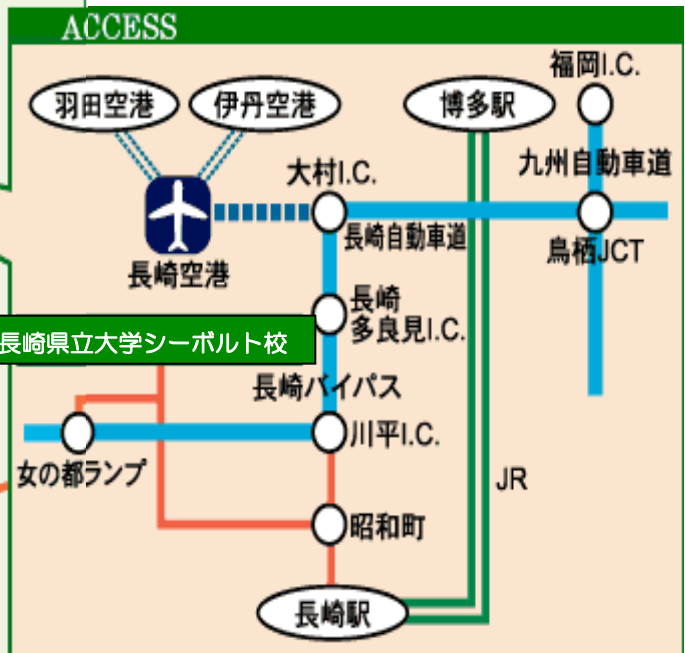 ACCESS
福岡I.C.
羽田空港
伊丹空港
博多駅
九州自動車道
大村I.C.
長崎自動車道
鳥栖JCT
長崎空港
長崎
多良見I.C.
長崎県立大学シーボルト校
長崎バイパス
川平I.C.
女の都ランプ
JR
昭和町
長崎駅